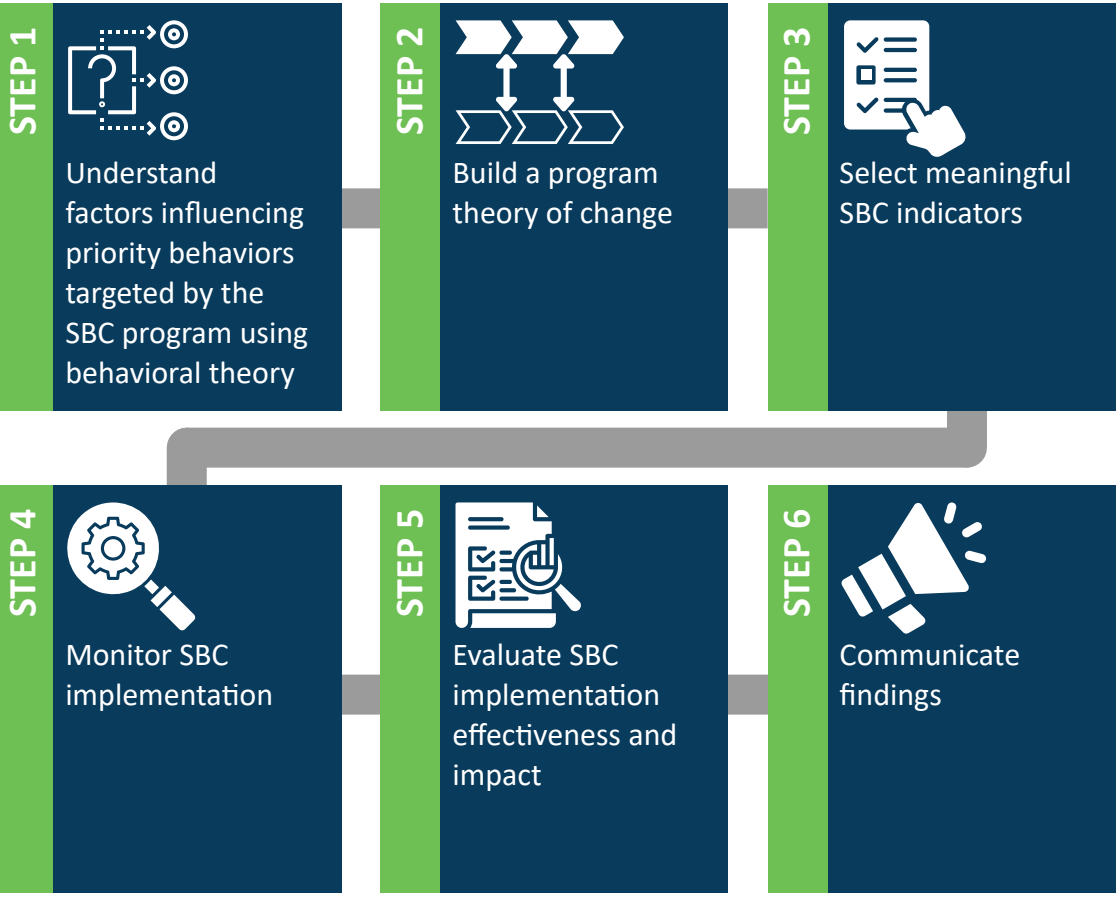 STEP 1
Understand
factors influencing
priority behaviors
targeted by the
SBC program using
behavioral theory
STEP 2
Build a program
theory of change
STEP 3
Select meaningful
SBC indicators
STEP 4
Monitor SBC
implementation
STEP 5
Evaluate SBC
implementation
effectiveness and
impact
STEP 6
Communicate
findings